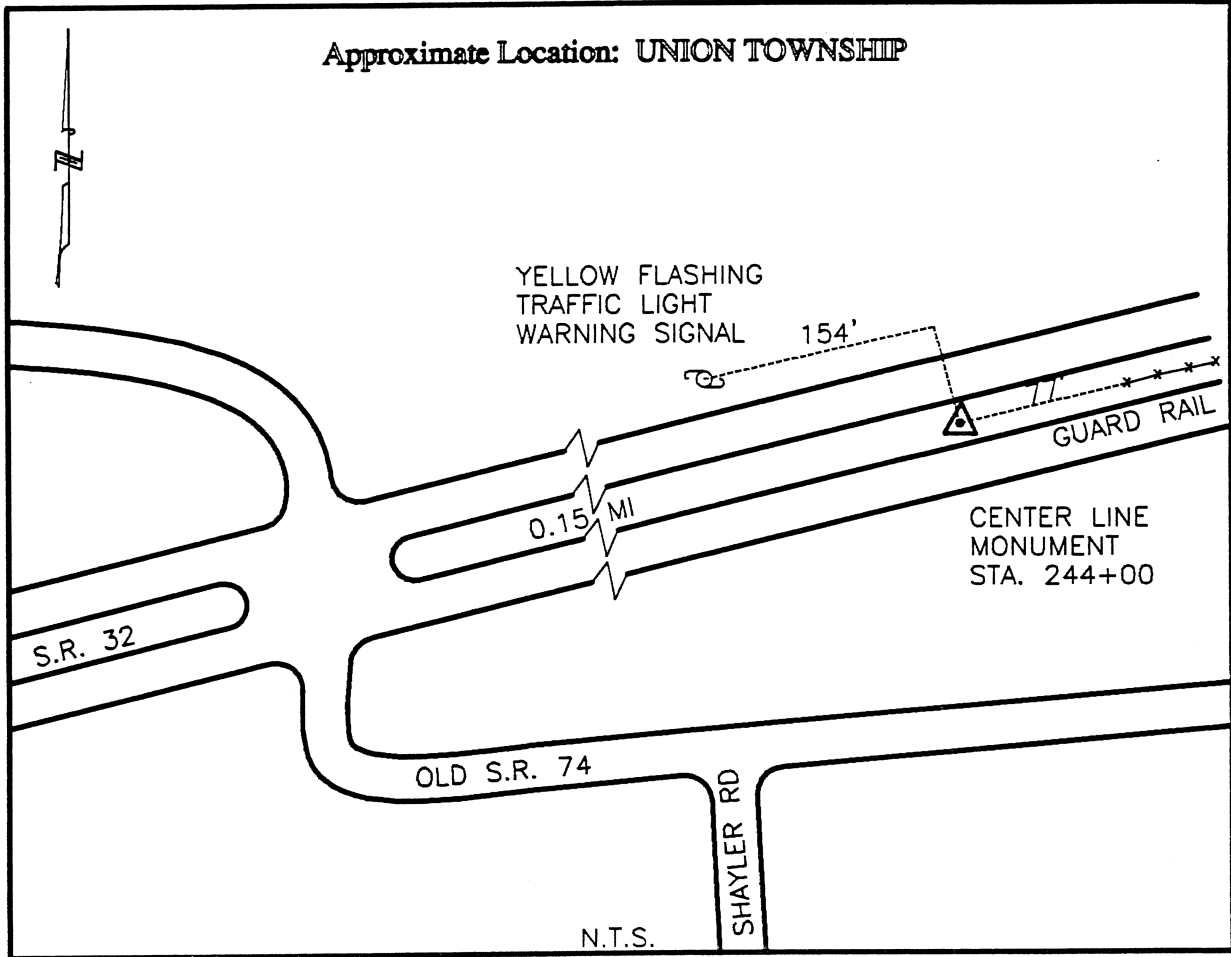 Approximate Location: UNION TOWNSHIP
N
YELLOW FLASHING
TRAFFIC LIGHT
WARNING SIGNAL
154'
77'
GUARD RAIL
0.15 MI
CENTER LINE
MONUMENT
STA. 244+00
S.R. 32
OLD S.R. 74
SHAYLER RD
N.T.S.